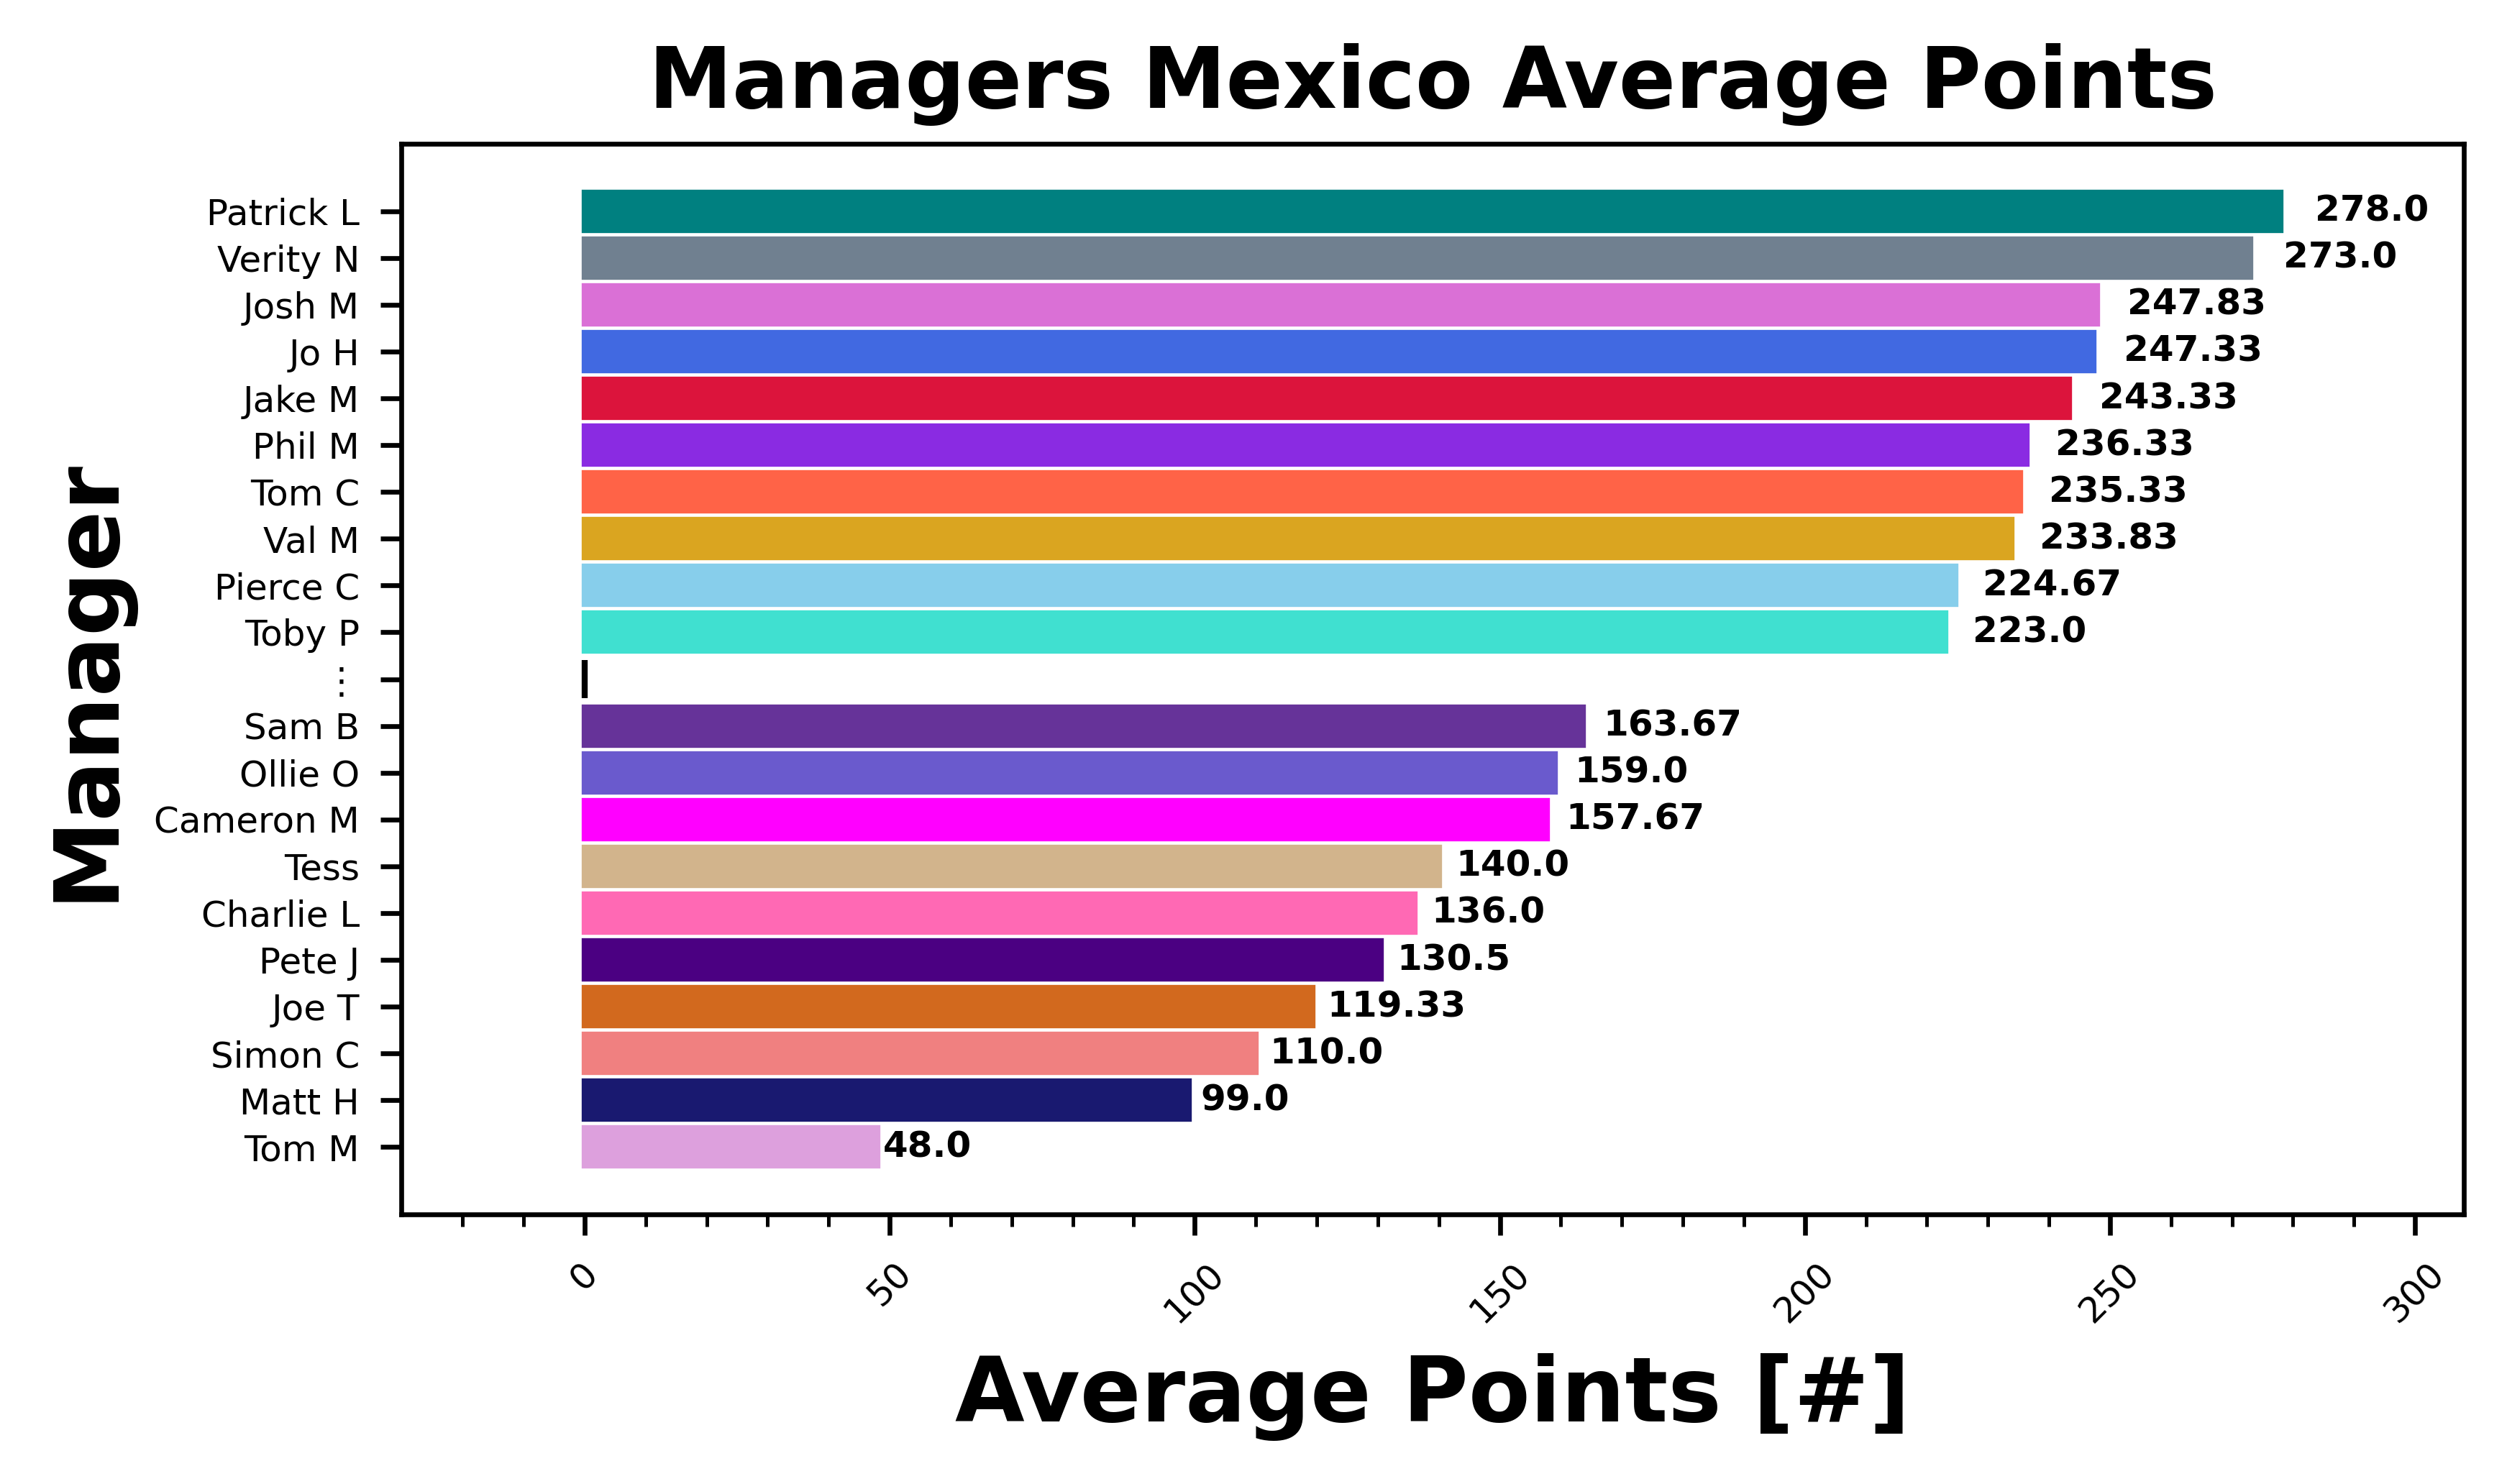 Managers Mexico Average Points
Manager
Patrick L 278.0
Verity N 273.0
Josh M 247.83
Jo H 247.33
Jake M 243.33
Phil M 236.33
Tom C 235.33
Val M 233.83
Pierce C 224.67
Toby P 223.0
⋮
Sam B 163.67
Ollie O 159.0
Cameron M 157.67
Tess 140.0
Charlie L 136.0
Pete J 130.5
Joe T 119.33
Simon C 110.0
Matt H 99.0
Tom M 48.0
0 50 100 150 200 250 300
Average Points [#]